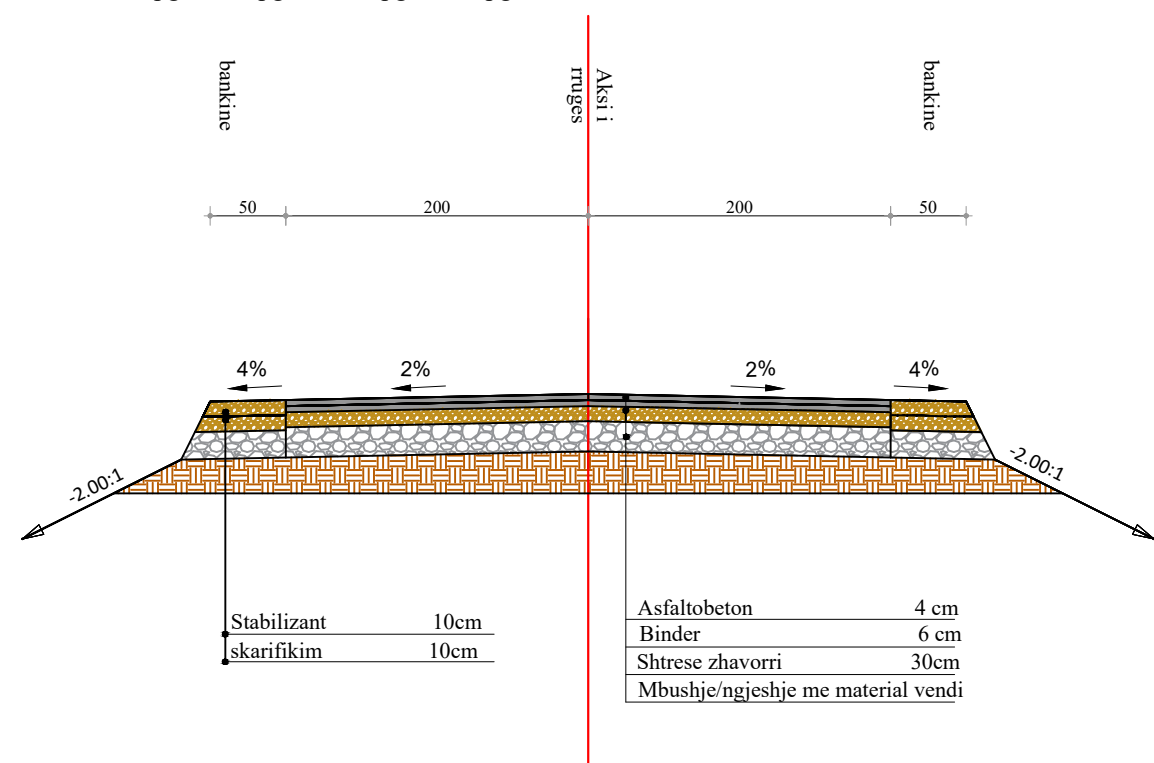 bankine
Aksi i
rruges
bankine
50
200
200
50
4%
2%
2%
4%
-2.00:1
-2.00:1
Stabilizant 10cm
skarifikim 10cm
Asfaltobeton 4 cm
Binder 6 cm
Shtrese zhavorri 30cm
Mbushje/ngjeshje me material vendi